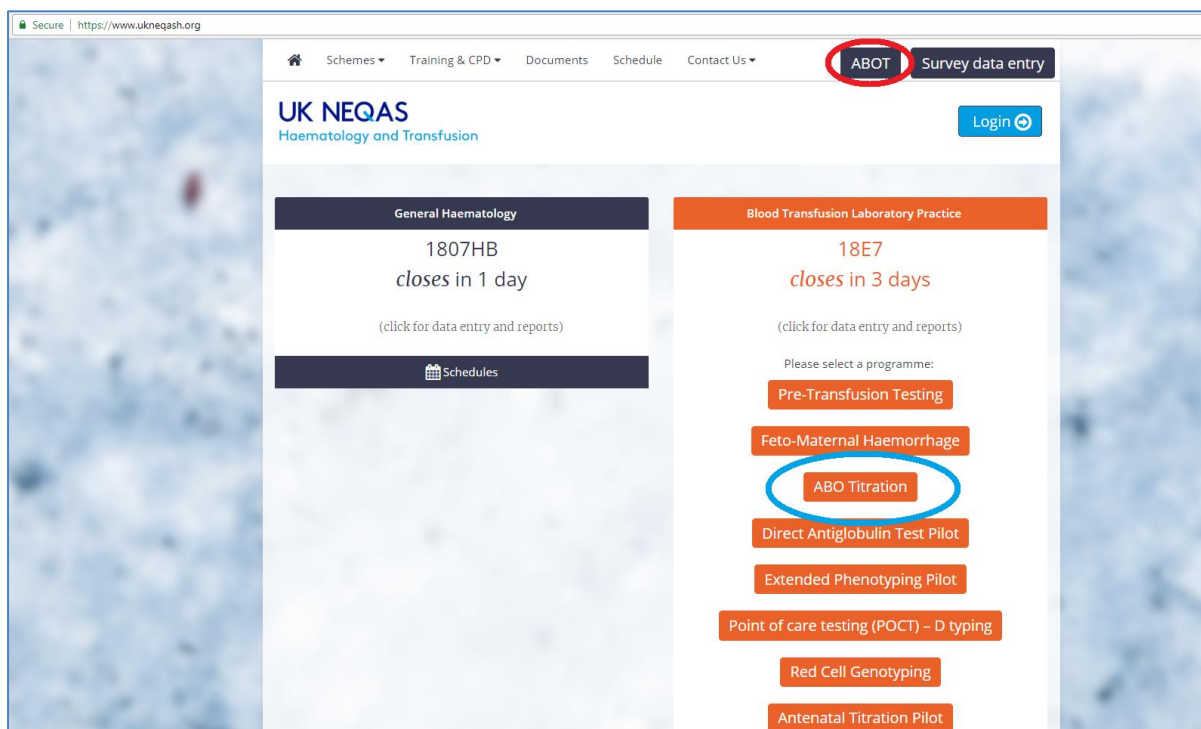 Secure | https://www.ukneqash.org
Schemes Training & CPD Documents Schedule Contact Us ABOT Survey data entry
UK NEQAS
Haematology and Transfusion
Login
General Haematology
1807HB
closes in 1 day
(click for data entry and reports)
Schedules
Blood Transfusion Laboratory Practice
18E7
closes in 3 days
(click for data entry and reports)
Please select a programme:
Pre-Transfusion Testing
Feto-Maternal Haemorrhage
ABO Titration
Direct Antiglobulin Test Pilot
Extended Phenotyping Pilot
Point of care testing (POCT) – D typing
Red Cell Genotyping
Antenatal Titration Pilot